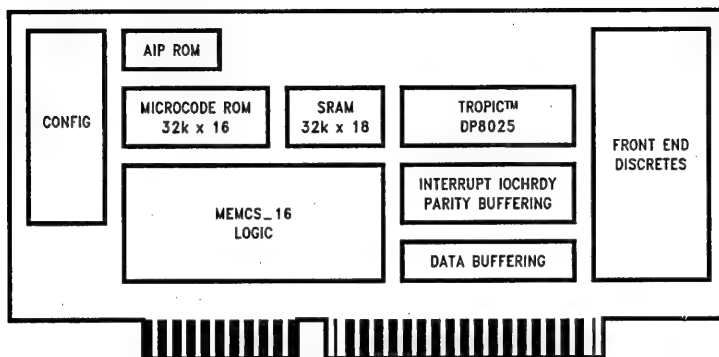 AIP ROM
CONFIG
MICROCODE ROM
32k x 16
SRAM
32k x 18
TROPIC™
DP8025
FRONT END
DISCRETES
MEMCS_16
LOGIC
INTERRUPT IOCHRDY
PARITY BUFFERING
DATA BUFFERING